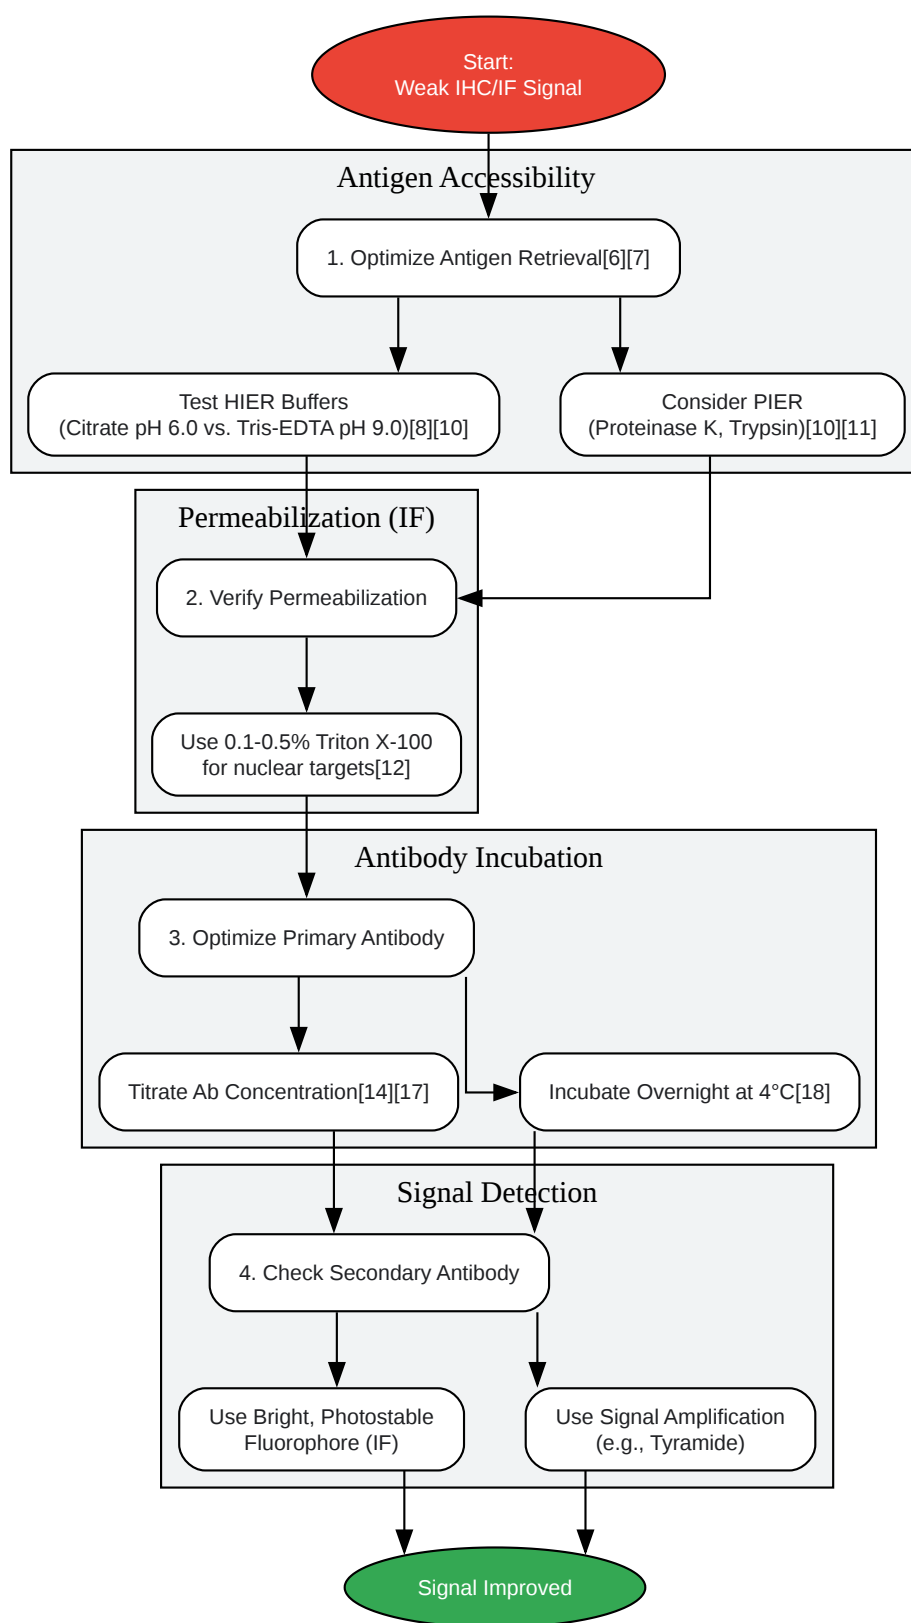 Start:
Weak IHC/IF Signal
Antigen Accessibility
1. Optimize Antigen Retrieval[6][7]
Test HIER Buffers
(Citrate pH 6.0 vs. Tris-EDTA pH 9.0)[8][10]
Consider PIER
(Proteinase K, Trypsin)[10][11]
Permeabilization (IF)
2. Verify Permeabilization
Use 0.1-0.5% Triton X-100
for nuclear targets[12]
Antibody Incubation
3. Optimize Primary Antibody
Titrate Ab Concentration[14][17]
Incubate Overnight at 4°C[18]
Signal Detection
4. Check Secondary Antibody
Use Bright, Photostable
Fluorophore (IF)
Use Signal Amplification
(e.g., Tyramide)
Signal Improved